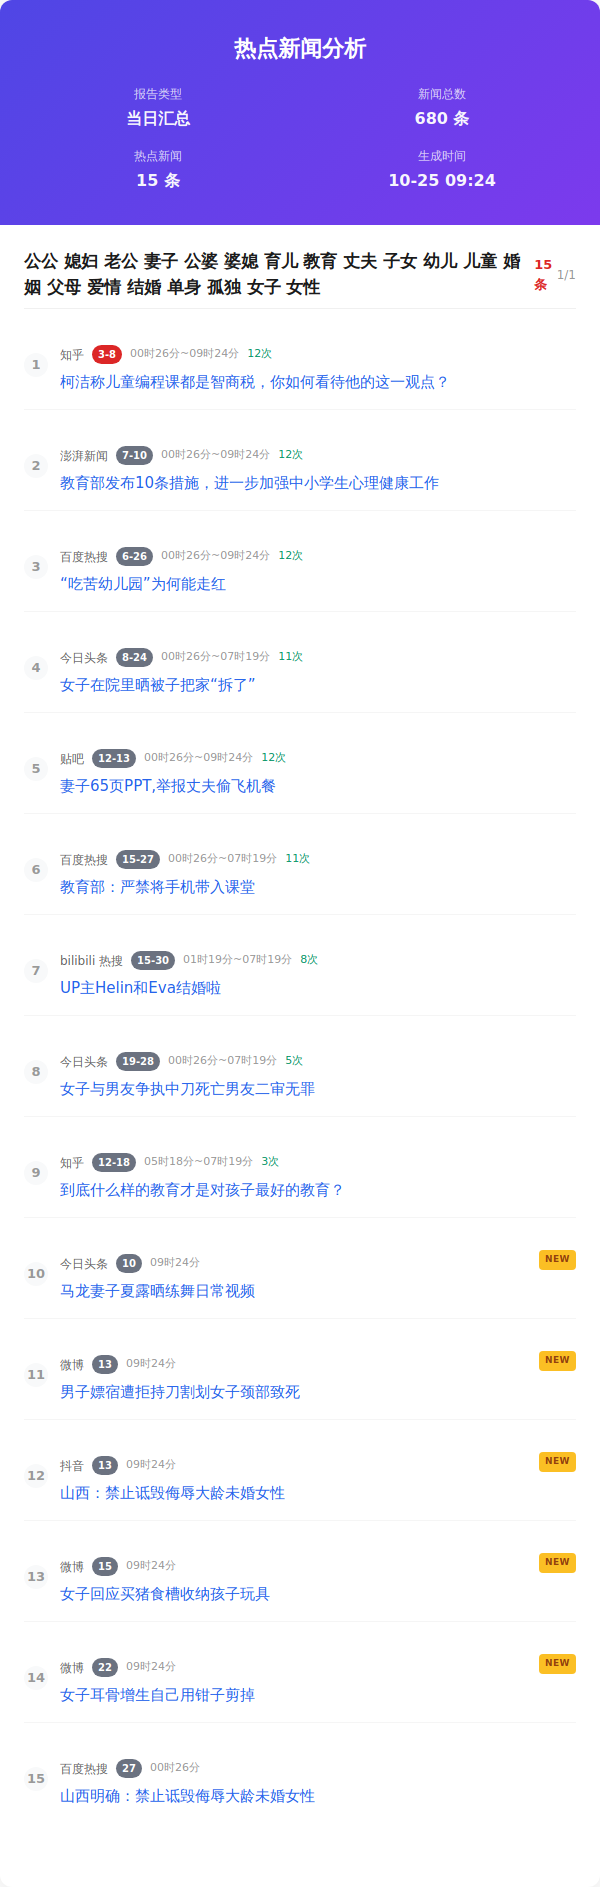 热点新闻分析
报告类型
当日汇总
新闻总数
680 条
热点新闻
15 条
生成时间
10-25 09:24
公公 媳妇 老公 妻子 公婆 婆媳 育儿 教育 丈夫 子女 幼儿 儿童 婚
姻 父母 爱情 结婚 单身 孤独 女子 女性
15
条
1/1
1
知乎 3-8 00时26分~09时24分 12次
柯洁称儿童编程课都是智商税，你如何看待他的这一观点？
2
澎湃新闻 7-10 00时26分~09时24分 12次
教育部发布10条措施，进一步加强中小学生心理健康工作
3
百度热搜 6-26 00时26分~09时24分 12次
“吃苦幼儿园”为何能走红
4
今日头条 8-24 00时26分~07时19分 11次
女子在院里晒被子把家“拆了”
5
贴吧 12-13 00时26分~09时24分 12次
妻子65页PPT,举报丈夫偷飞机餐
6
百度热搜 15-27 00时26分~07时19分 11次
教育部：严禁将手机带入课堂
7
bilibili 热搜 15-30 01时19分~07时19分 8次
UP主Helin和Eva结婚啦
8
今日头条 19-28 00时26分~07时19分 5次
女子与男友争执中刀死亡男友二审无罪
9
知乎 12-18 05时18分~07时19分 3次
到底什么样的教育才是对孩子最好的教育？
10
今日头条 10 09时24分 NEW
马龙妻子夏露晒练舞日常视频
11
微博 13 09时24分 NEW
男子嫖宿遭拒持刀割划女子颈部致死
12
抖音 13 09时24分 NEW
山西：禁止诋毁侮辱大龄未婚女性
13
微博 15 09时24分 NEW
女子回应买猪食槽收纳孩子玩具
14
微博 22 09时24分 NEW
女子耳骨增生自己用钳子剪掉
15
百度热搜 27 00时26分
山西明确：禁止诋毁侮辱大龄未婚女性